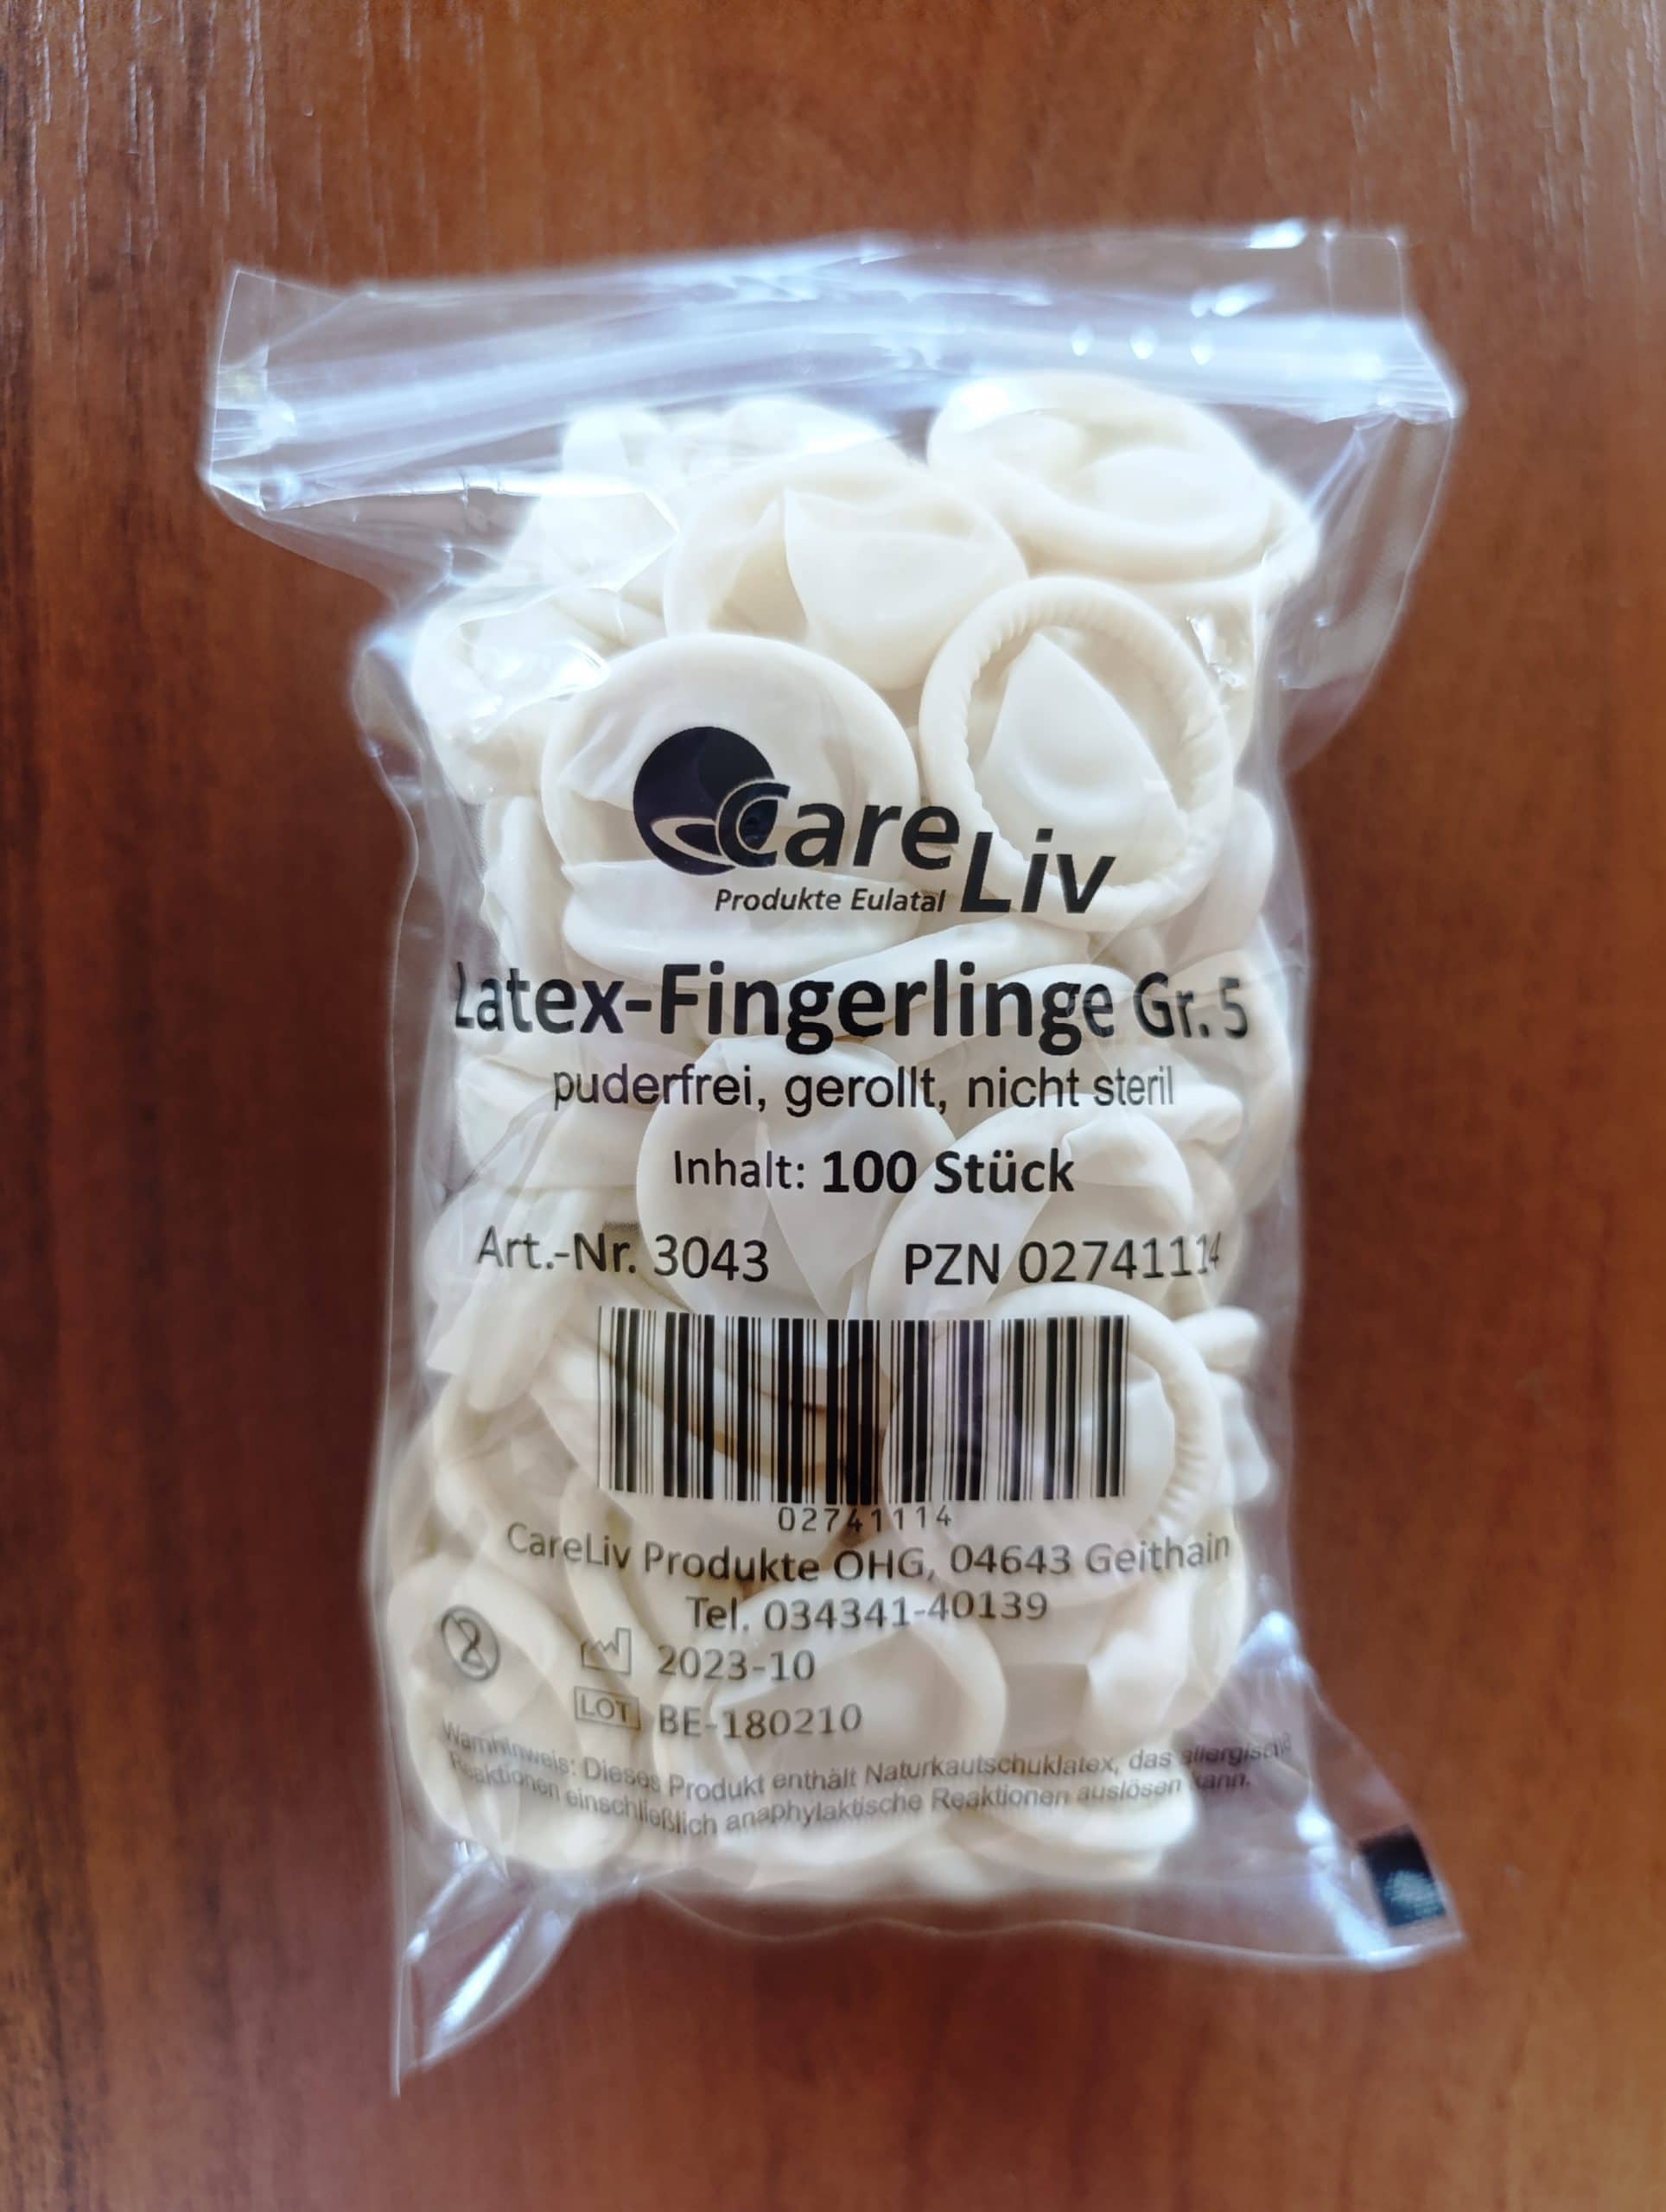 CareLiv
Produkte Eulatal
Latex-Fingerlinge Gr. 5
puderfrei, gerollt, nicht steril
Inhalt: 100 Stück
Art.-Nr. 3043 PZN 02741114
02741114
CareLiv Produkte OHG, 04643 Geithain
Tel. 034341-40139
2
2023-10
LOT BE-180210
Warnhinweis: Dieses Produkt enthält Naturkautschuklatex, das allergische
Reaktionen einschließlich anaphylaktische Reaktionen auslösen kann.